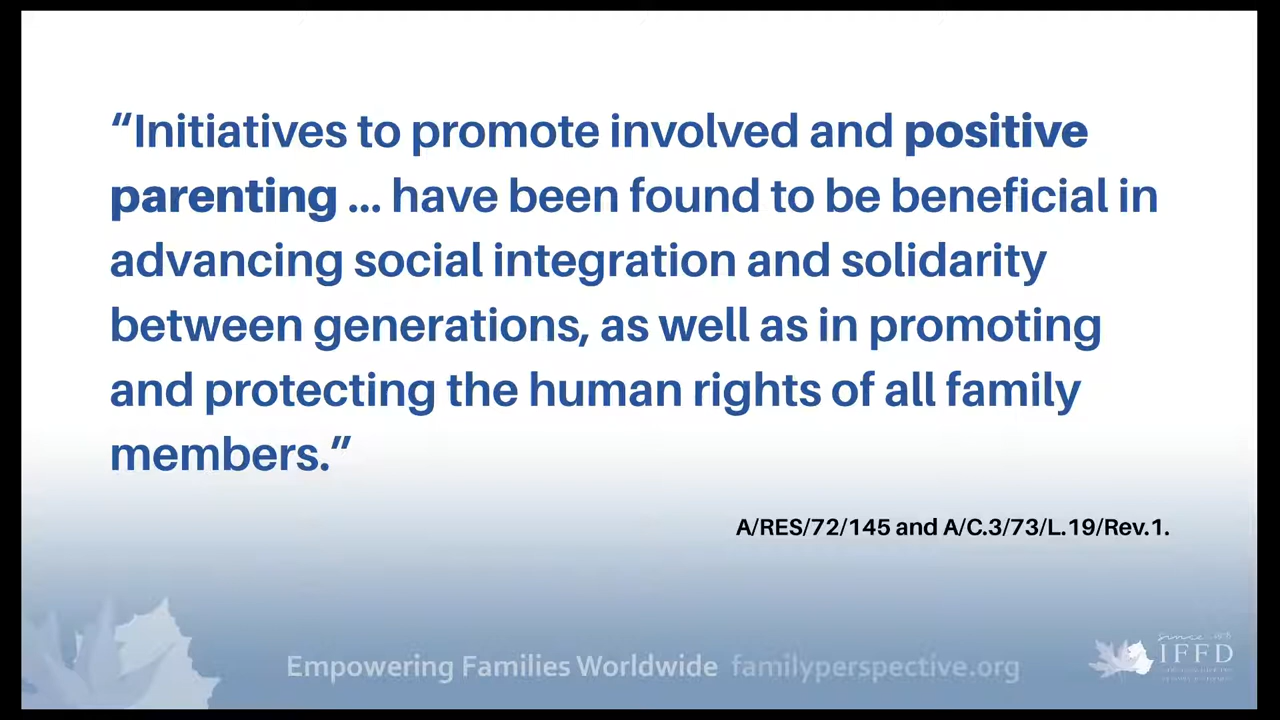 “Initiatives to promote involved and positive
parenting ... have been found to be beneficial in
advancing social integration and solidarity
between generations, as well as in promoting
and protecting the human rights of all family
members.”
A/RES/72/145 and A/C.3/73/L.19/Rev.1.
Empowering Families Worldwide familyperspective.org
since
IFFD